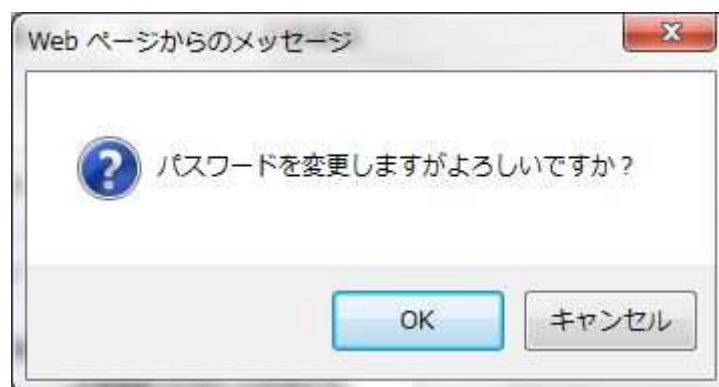 Web ページからのメッセージ
パスワードを変更しますがよろしいですか？
OK
キャンセル